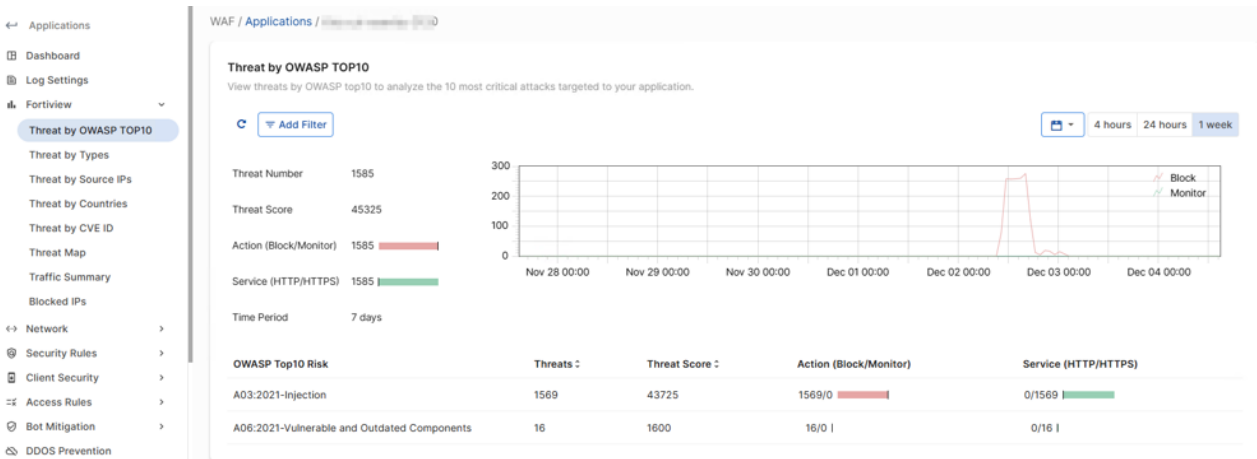 Applications
Dashboard
Log Settings
Fortiview
Threat by OWASP TOP10
Threat by Types
Threat by Source IPs
Threat by Countries
Threat by CVE ID
Threat Map
Traffic Summary
Blocked IPs
Network
Security Rules
Client Security
Access Rules
Bot Mitigation
DDOS Prevention
WAF / Applications /
Threat by OWASP TOP10
View threats by OWASP top10 to analyze the 10 most critical attacks targeted to your application.
Add Filter
4 hours 24 hours 1 week
Threat Number 1585
Threat Score 45325
Action (Block/Monitor) 1585
Service (HTTP/HTTPS) 1585
Time Period 7 days
300
200
100
0
Block
Monitor
Nov 28 00:00 Nov 29 00:00 Nov 30 00:00 Dec 01 00:00 Dec 02 00:00 Dec 03 00:00 Dec 04 00:00
OWASP Top10 Risk Threats Threat Score Action (Block/Monitor) Service (HTTP/HTTPS)
A03:2021-Injection 1569 43725 1569/0 0/1569
A06:2021-Vulnerable and Outdated Components 16 1600 16/0 0/16